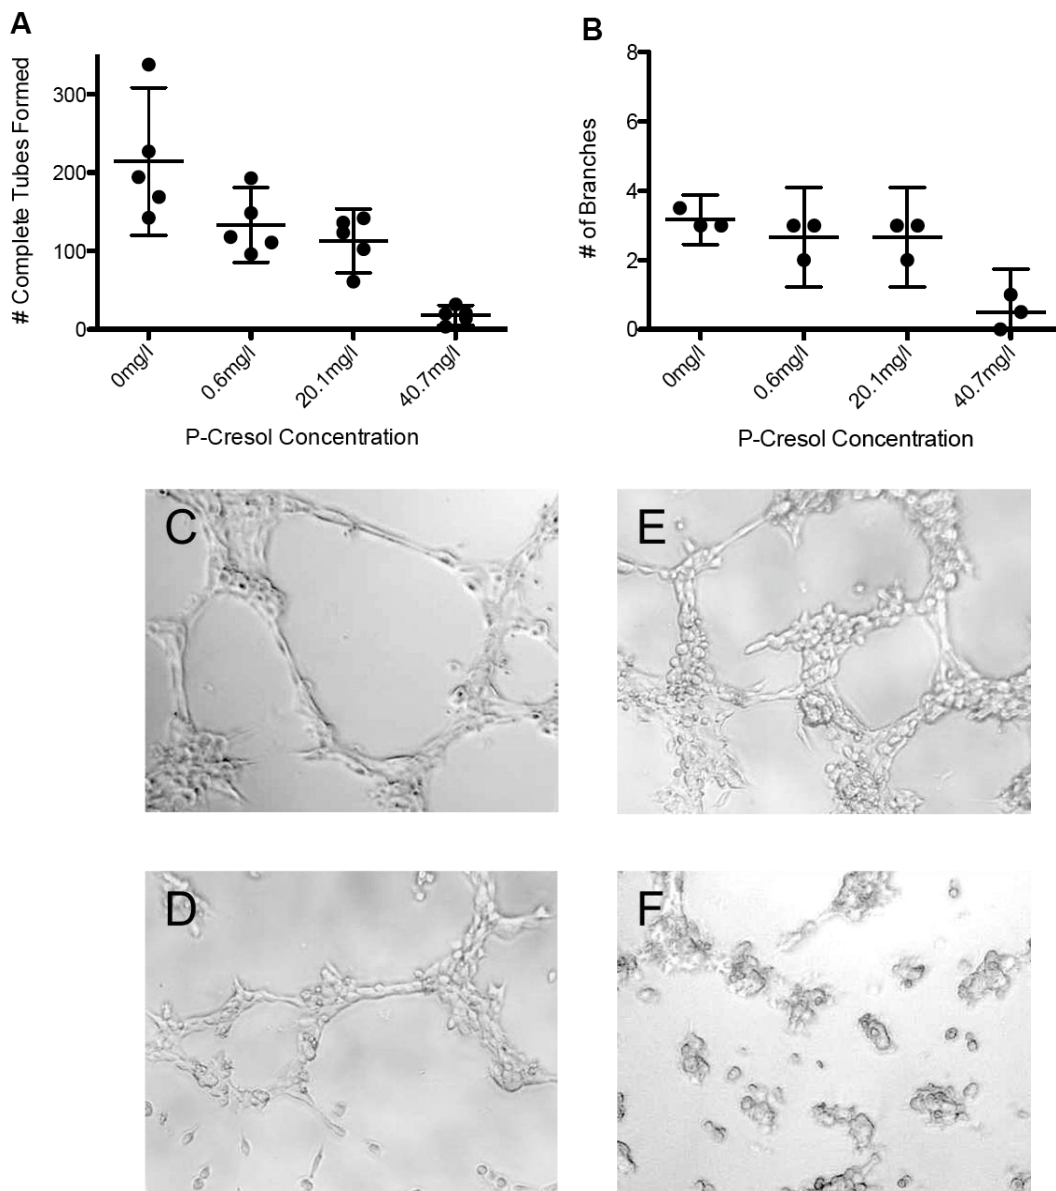 A
# Complete Tubes Formed
300
200
100
0
0mg/l
0.6mg/l
20.1mg/l
40.7mg/l
P-Cresol Concentration
B
# of Branches
8
6
4
2
0
0mg/l
0.6mg/l
20.1mg/l
40.7mg/l
P-Cresol Concentration
C
E
D
F